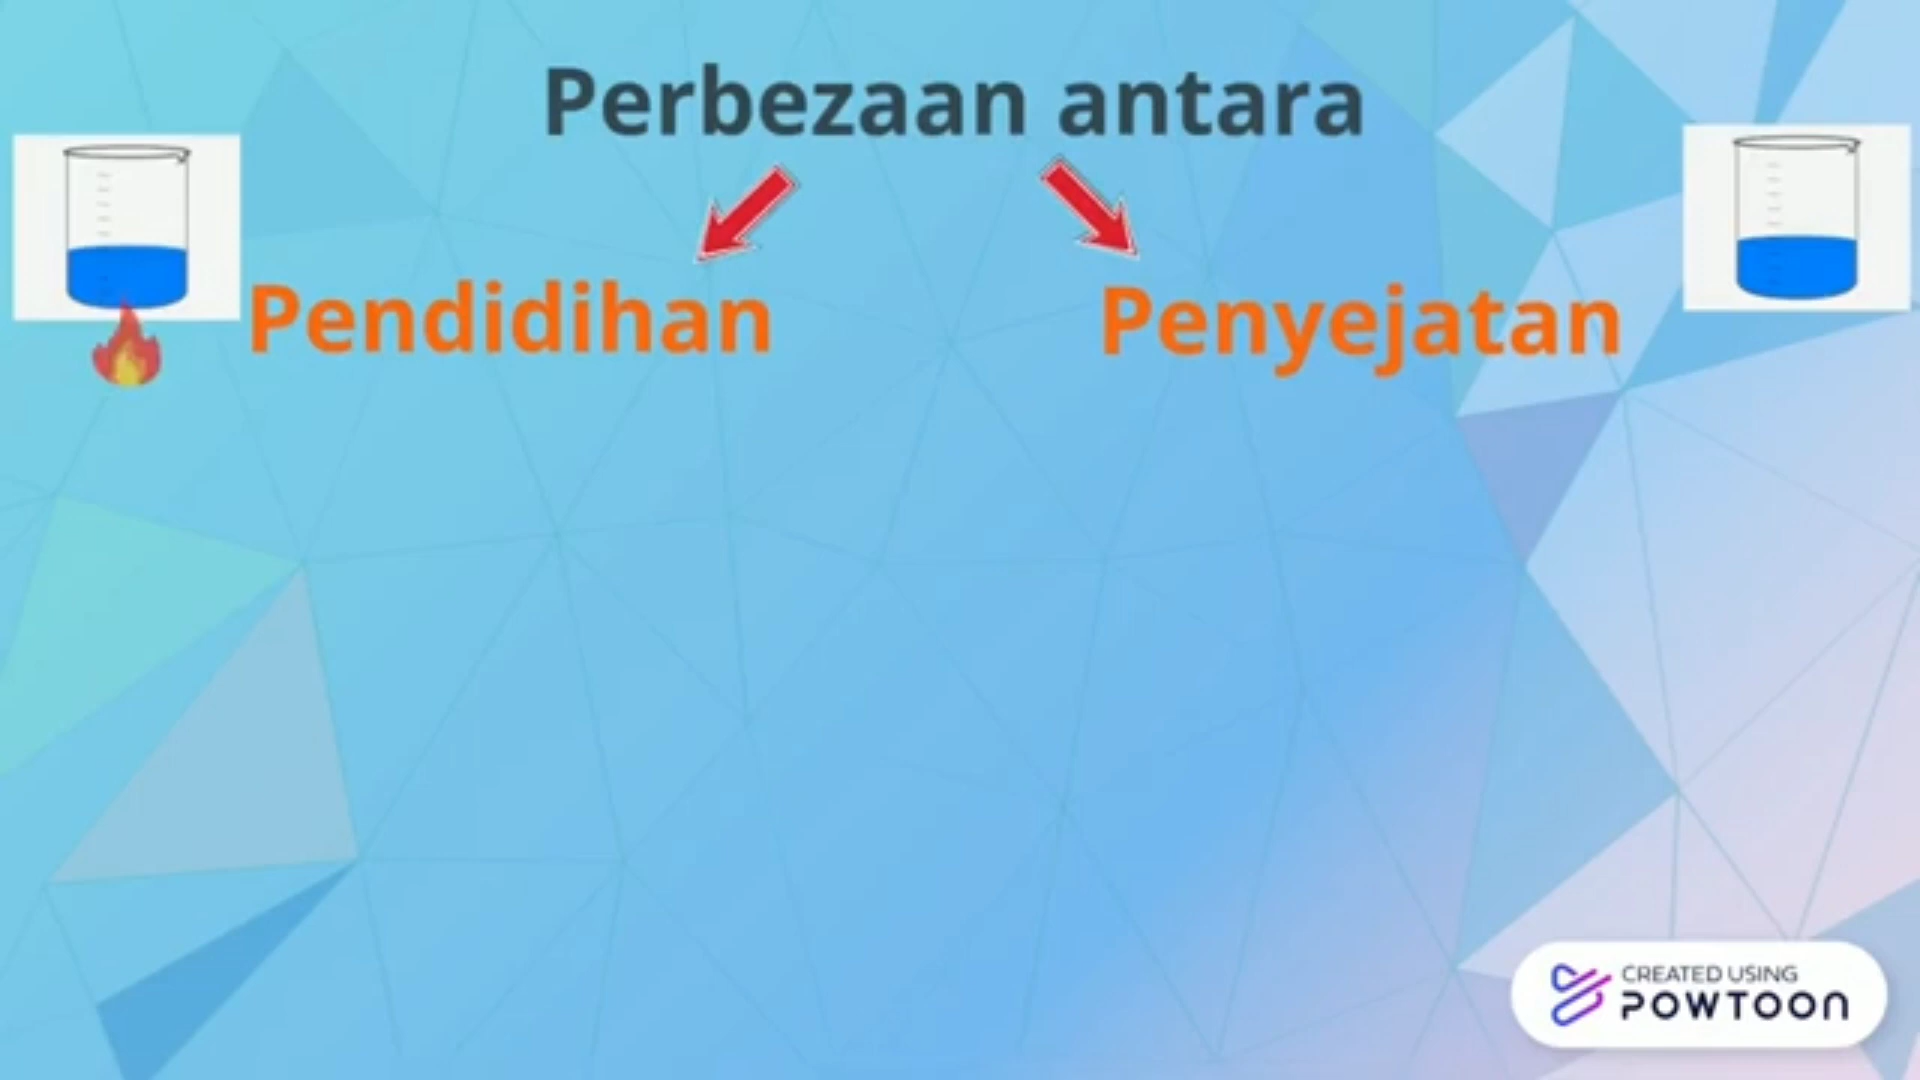 Perbezaan antara
Pendidihan
Penyejatan
CREATED USING
POWTOON